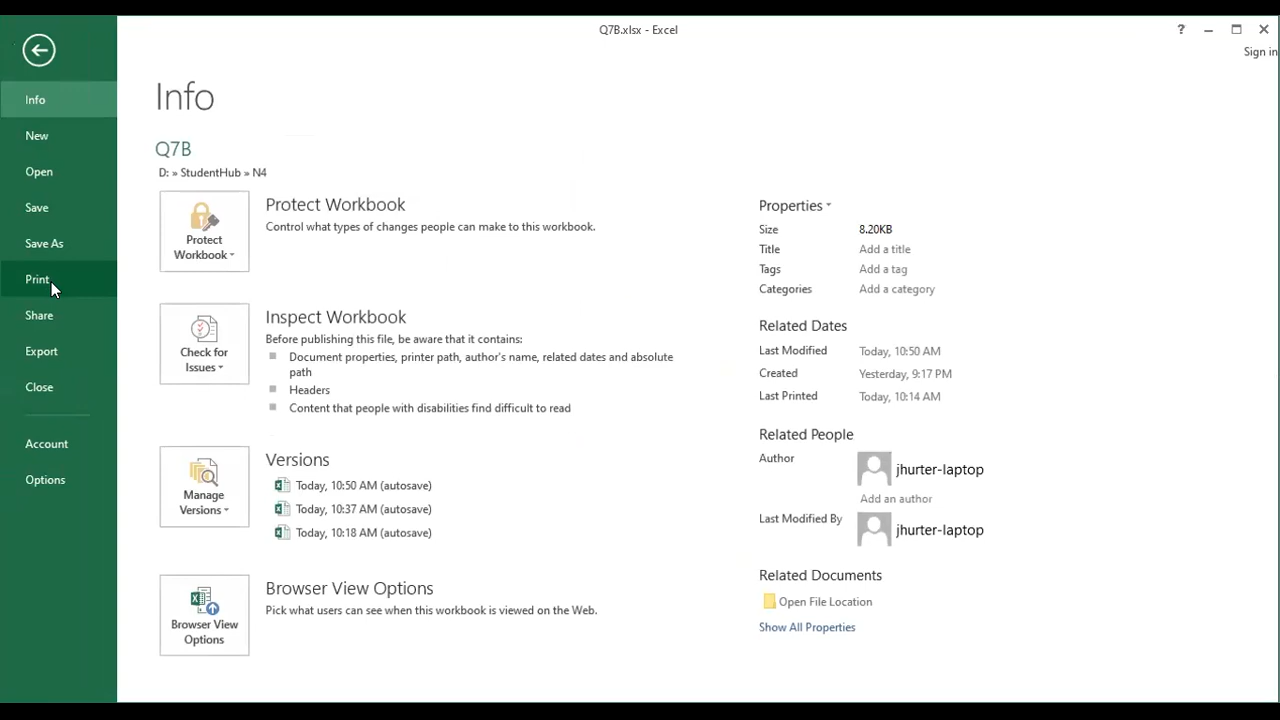 Q7B.xlsx - Excel
?
Sign in
Info
New
Open
Save
Save As
Print
Share
Export
Close
Account
Options
Info
Q7B
D: » StudentHub » N4
Protect Workbook
Protect Workbook
Control what types of changes people can make to this workbook.
Check for Issues
Inspect Workbook
Before publishing this file, be aware that it contains:
Document properties, printer path, author's name, related dates and absolute
path
Headers
Content that people with disabilities find difficult to read
Manage Versions
Versions
Today, 10:50 AM (autosave)
Today, 10:37 AM (autosave)
Today, 10:18 AM (autosave)
Browser View Options
Browser View Options
Pick what users can see when this workbook is viewed on the Web.
Properties
Size 8.20KB
Title Add a title
Tags Add a tag
Categories Add a category
Related Dates
Last Modified Today, 10:50 AM
Created Yesterday, 9:17 PM
Last Printed Today, 10:14 AM
Related People
Author jhurter-laptop
Add an author
Last Modified By jhurter-laptop
Related Documents
Open File Location
Show All Properties